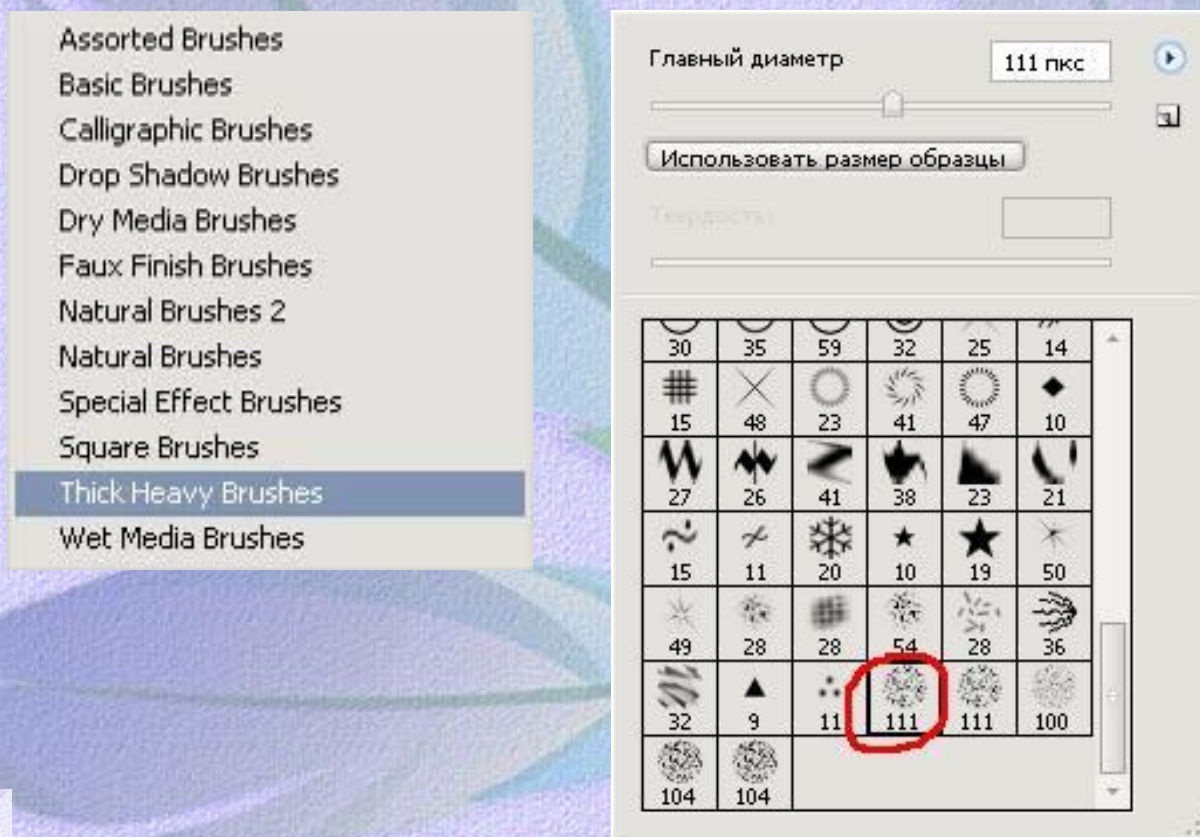 Assorted Brushes
Basic Brushes
Calligraphic Brushes
Drop Shadow Brushes
Dry Media Brushes
Faux Finish Brushes
Natural Brushes 2
Natural Brushes
Special Effect Brushes
Square Brushes
Thick Heavy Brushes
Wet Media Brushes
Главный диаметр 111 пкс
Использовать размер образцы
30 35 59 32 25 14
15 48 23 41 47 10
27 26 41 38 23 21
15 11 20 10 19 50
49 28 28 54 28 36
32 9 11 111 111 100
104 104